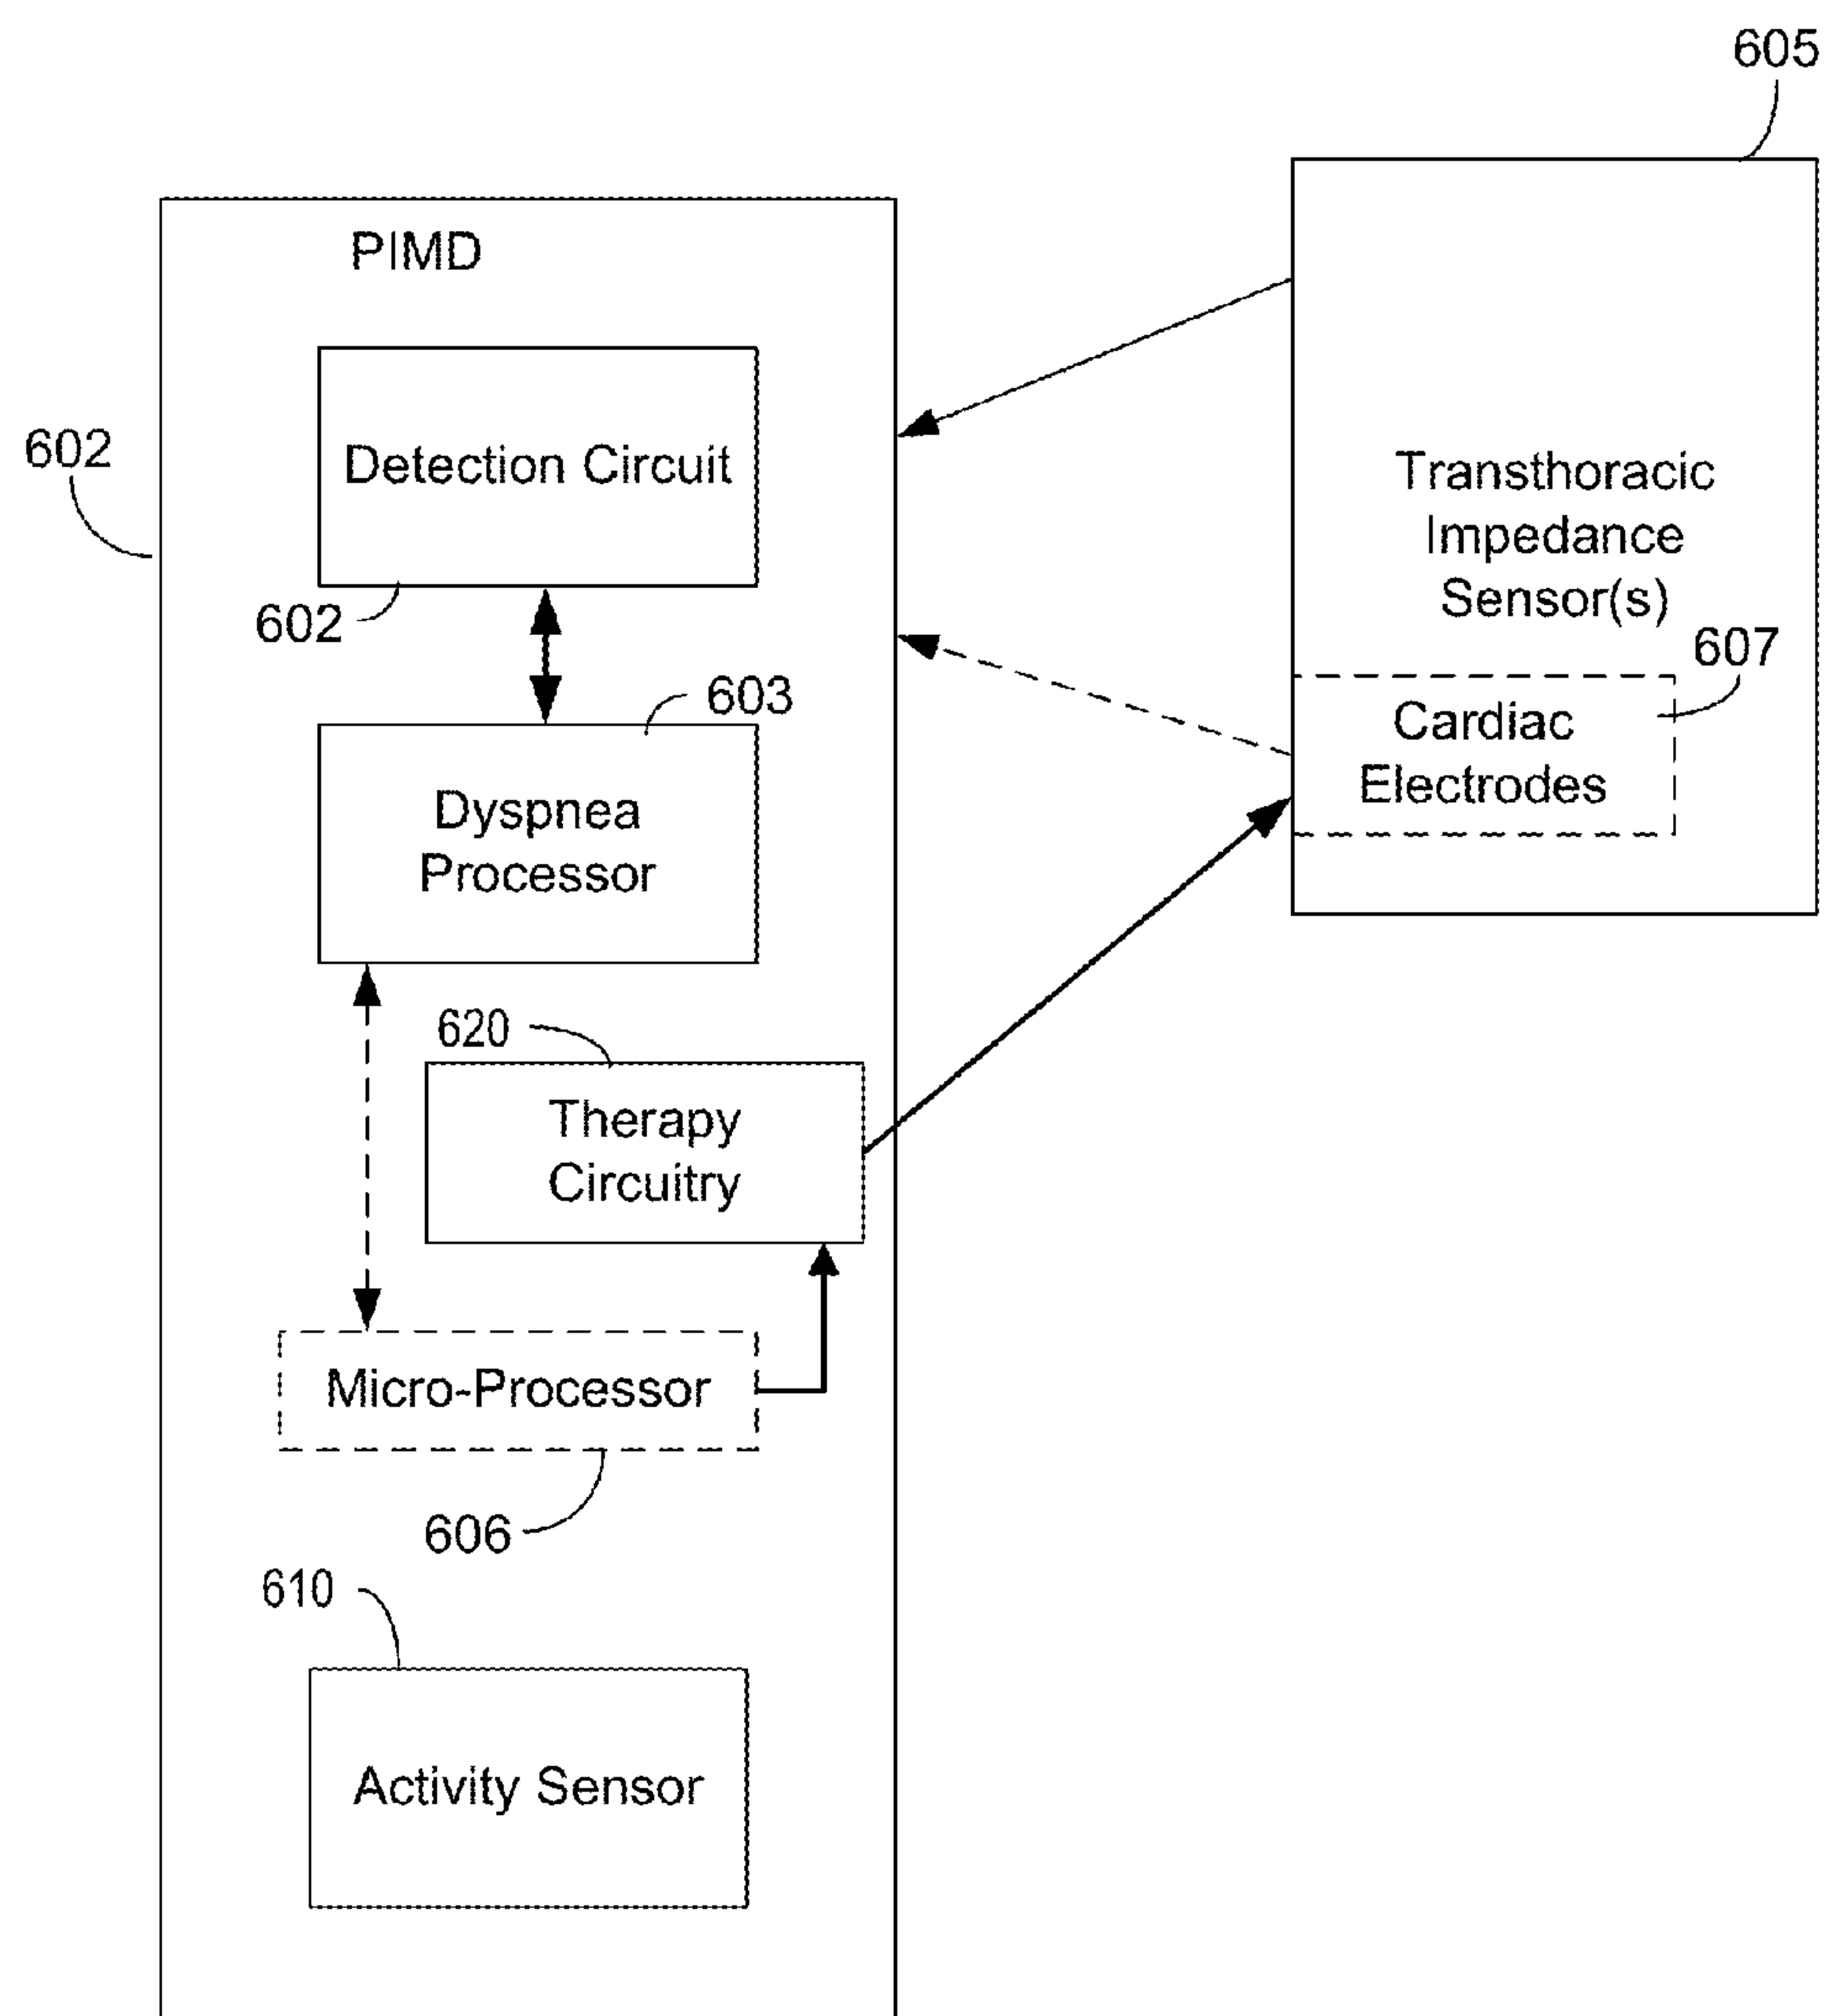 605
PIMD
Detection Circuit
602
602
Transthoracic
Impedance
Sensor(s)
607
Cardiac
Electrodes
603
Dyspnea
Processor
620
Therapy
Circuitry
Micro-Processor
606
610
Activity Sensor